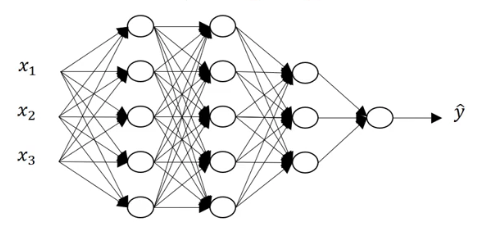 x₁
x₂
x₃
ŷ